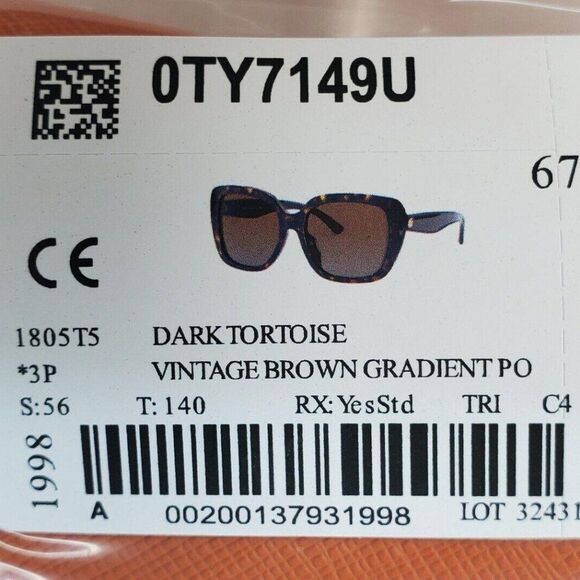 0TY7149U
67
CE
1805T5 DARK TORTOISE
*3P VINTAGE BROWN GRADIENT PO
S:56 T: 140 RX: YesStd TRI C4
1998
A 00200137931998 LOT 3243